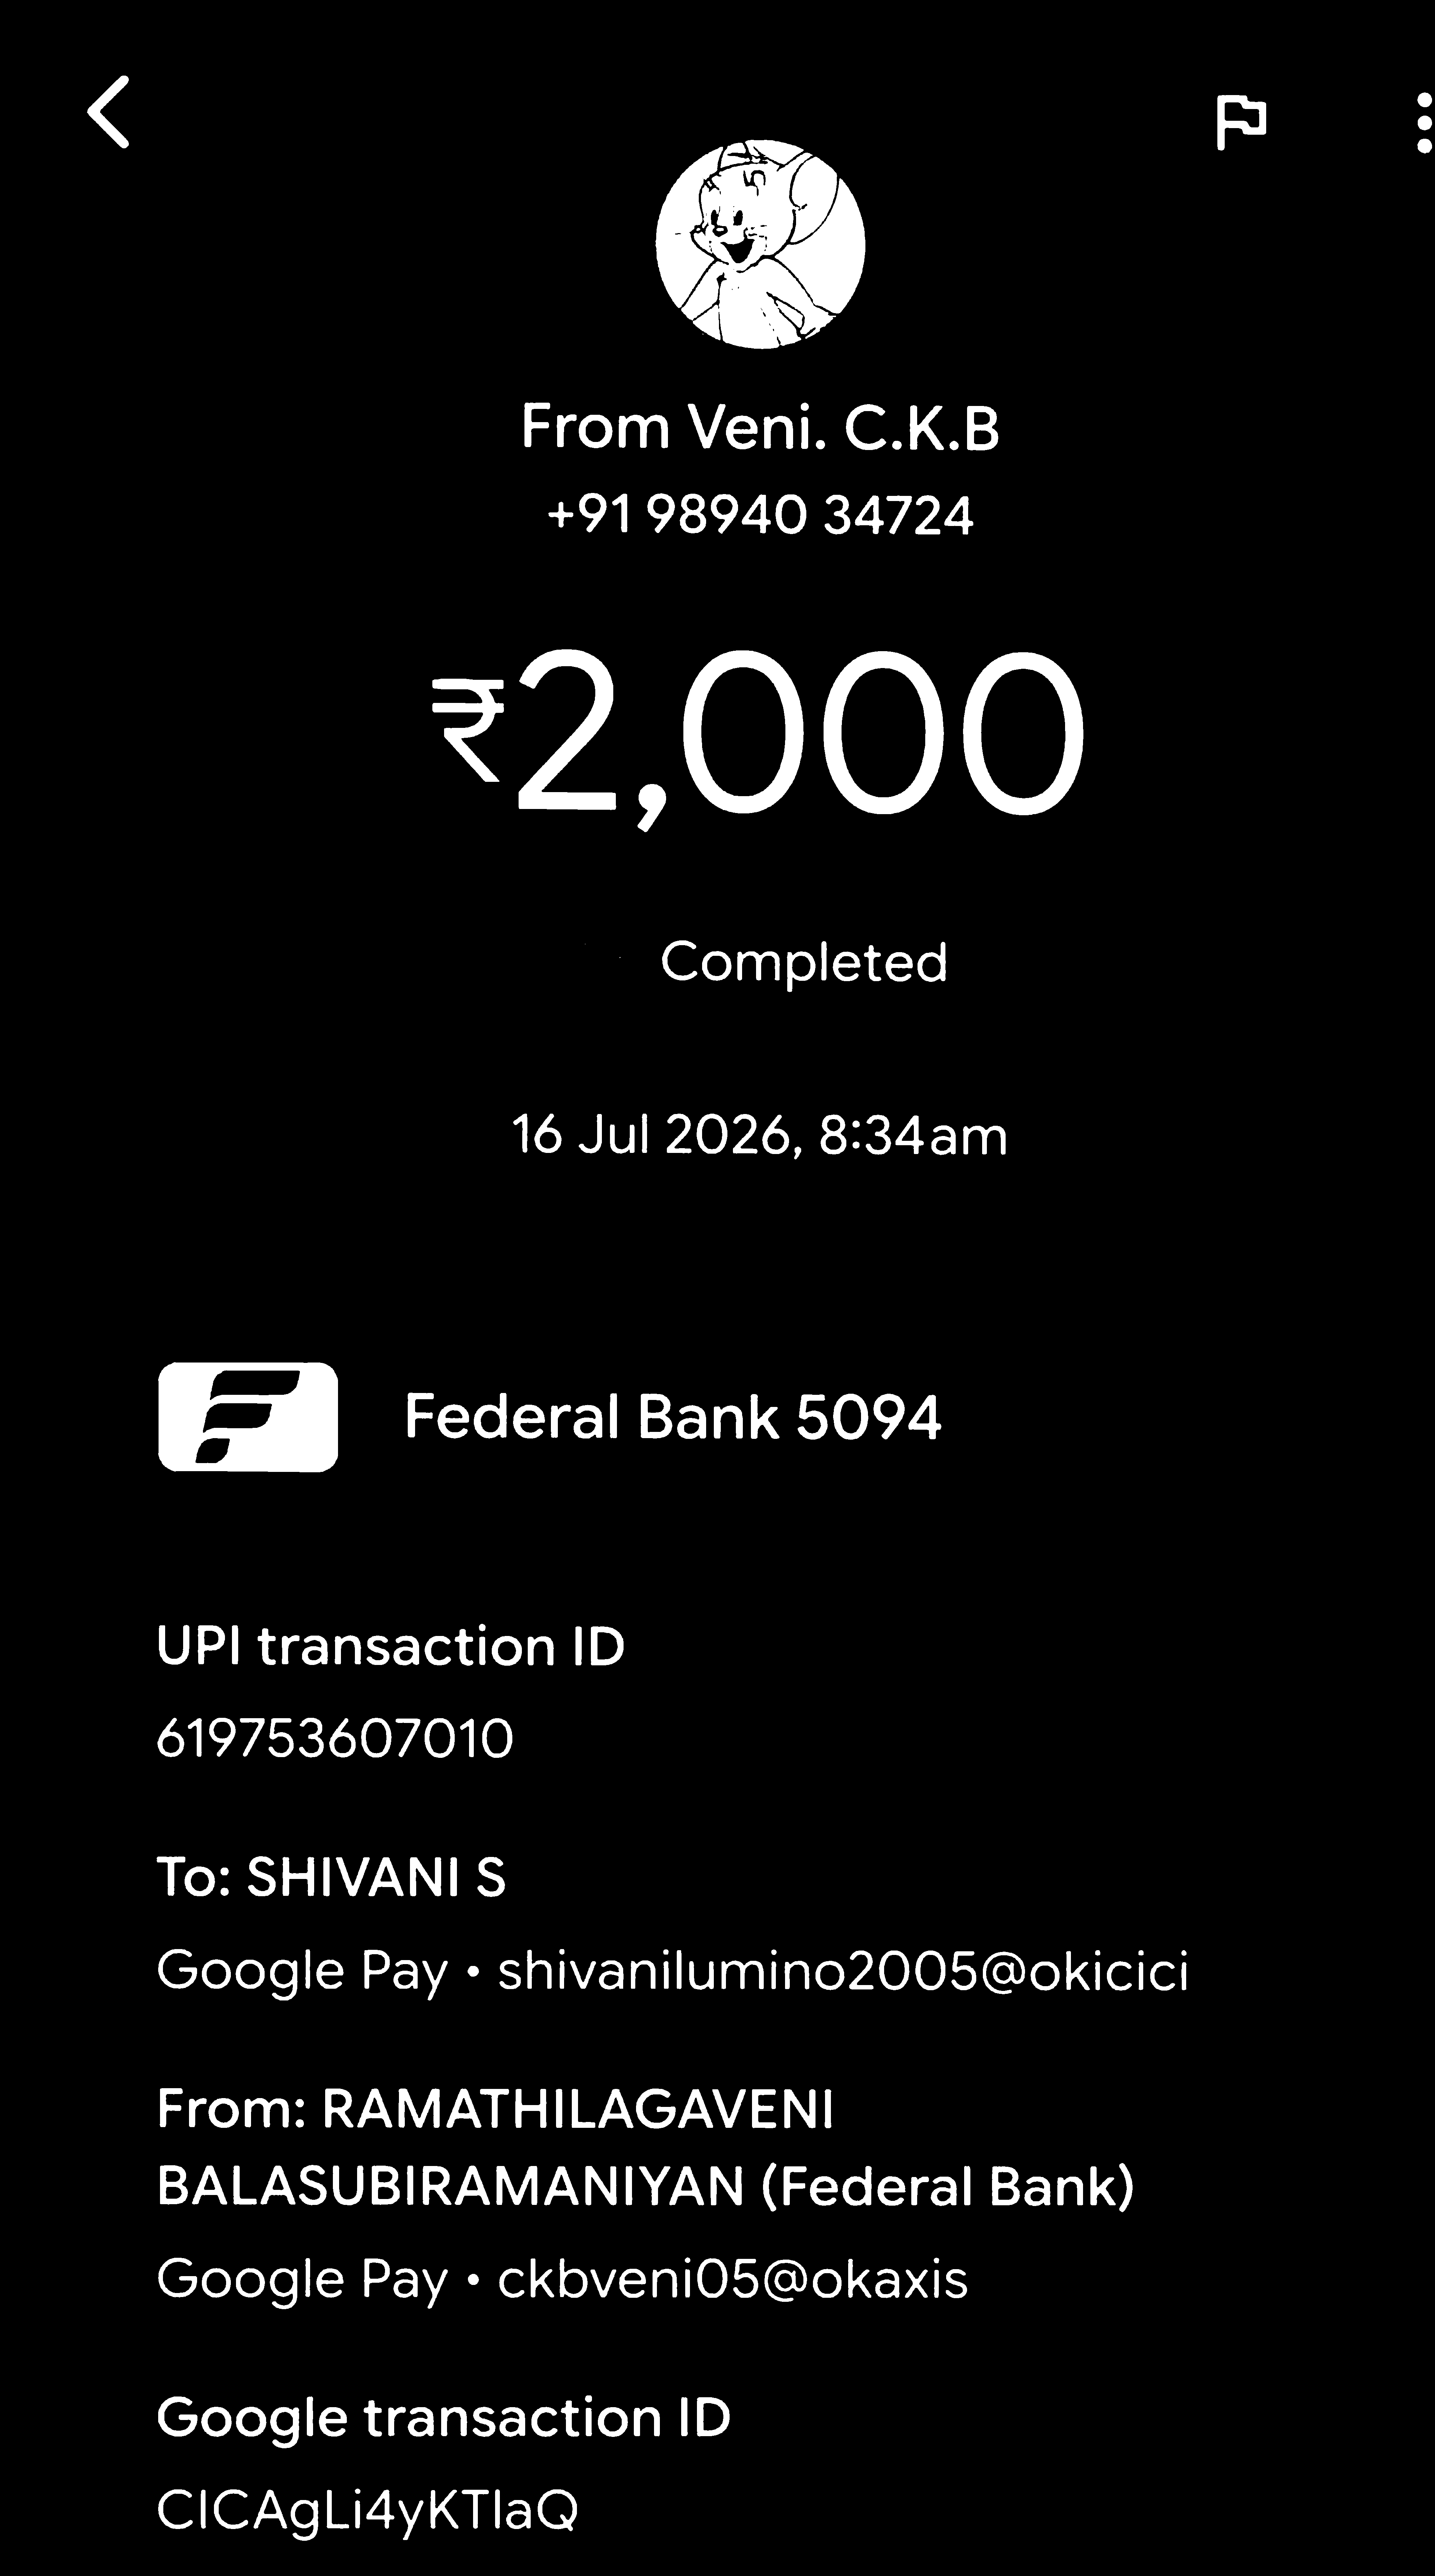 From Veni. C.K.B
+91 98940 34724
₹2,000
Completed
16 Jul 2026, 8:34am
Federal Bank 5094
UPI transaction ID
619753607010
To: SHIVANI S
Google Pay • shivanilumino2005@okicici
From: RAMATHILAGAVENI
BALASUBIRAMANIYAN (Federal Bank)
Google Pay • ckbveni05@okaxis
Google transaction ID
CICAgLi4yKTlaQ